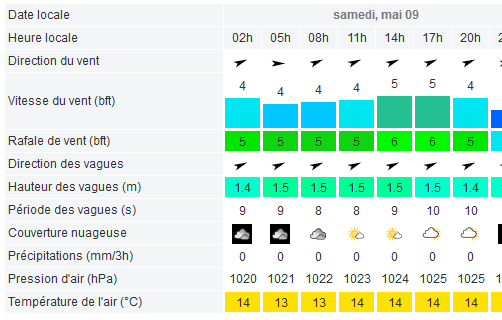 Date locale samedi, mai 09
Heure locale 02h 05h 08h 11h 14h 17h 20h
Direction du vent
Vitesse du vent (bft) 4 4 4 4 5 5 4
Rafale de vent (bft) 5 5 5 5 6 6 5
Direction des vagues
Hauteur des vagues (m) 1.4 1.5 1.5 1.5 1.5 1.5 1.4
Période des vagues (s) 9 9 8 8 9 10 10
Couverture nuageuse
Précipitations (mm/3h) 0 0 0 0 0 0 0
Pression d'air (hPa) 1020 1021 1022 1023 1024 1025 1025
Température de l'air (°C) 14 13 13 14 14 14 14